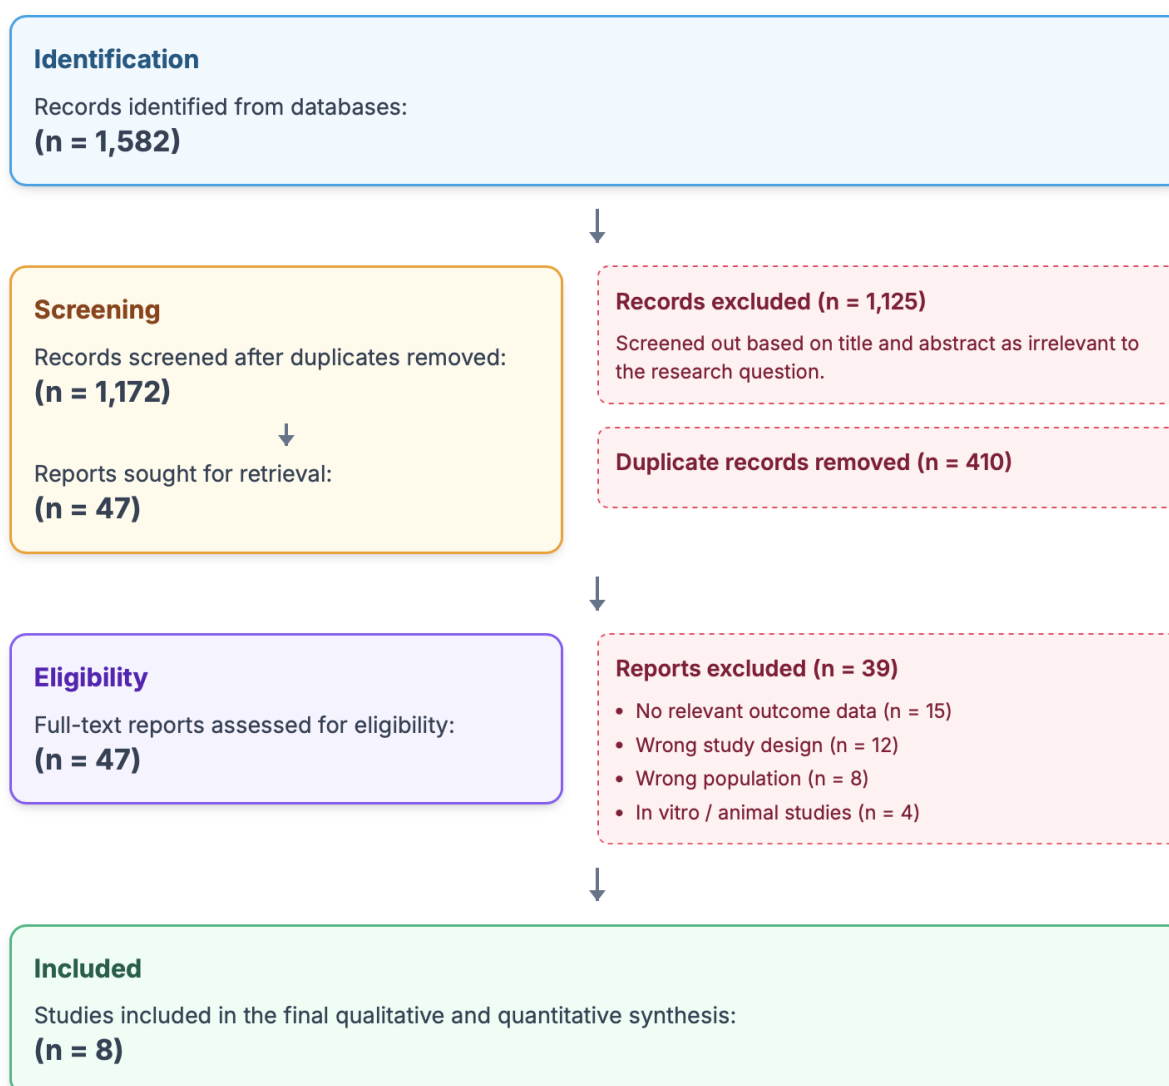 Identification
Records identified from databases:
(n = 1,582)
Screening
Records screened after duplicates removed:
(n = 1,172)
Reports sought for retrieval:
(n = 47)
Records excluded (n = 1,125)
Screened out based on title and abstract as irrelevant to
the research question.
Duplicate records removed (n = 410)
Eligibility
Full-text reports assessed for eligibility:
(n = 47)
Reports excluded (n = 39)
• No relevant outcome data (n = 15)
• Wrong study design (n = 12)
• Wrong population (n = 8)
• In vitro / animal studies (n = 4)
Included
Studies included in the final qualitative and quantitative synthesis:
(n = 8)